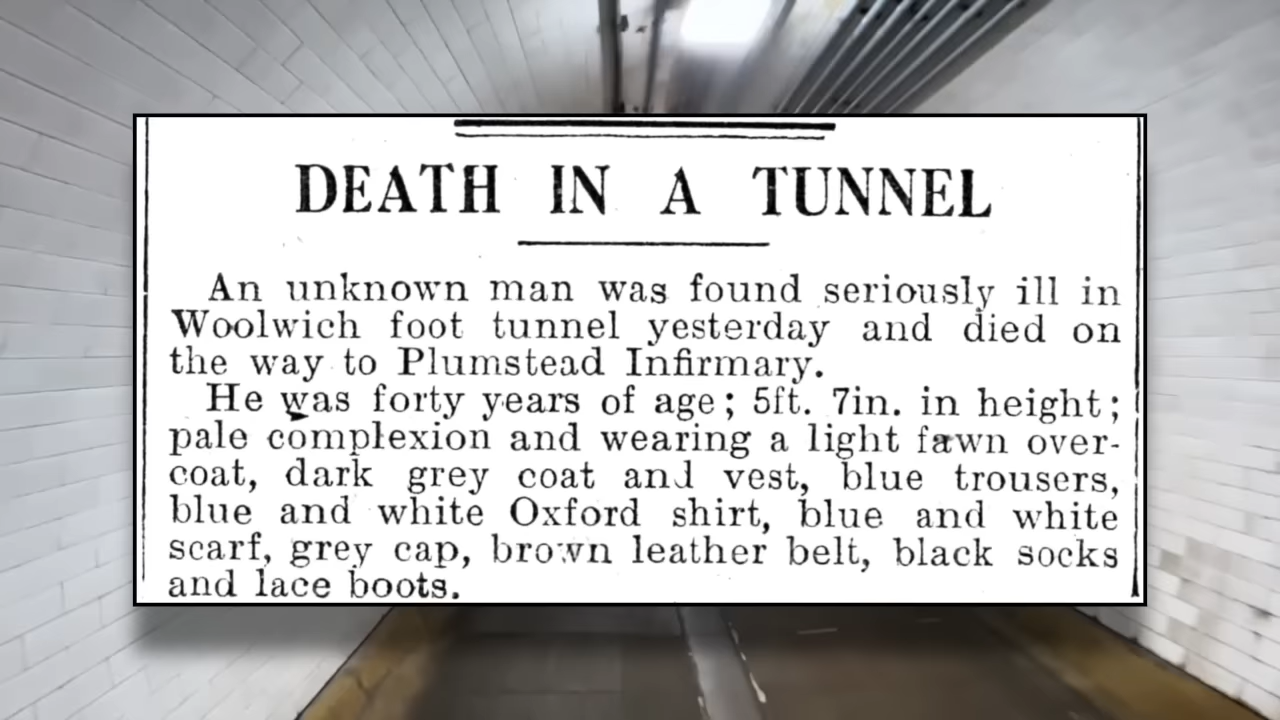 DEATH IN A TUNNEL
An unknown man was found seriously ill in
Woolwich foot tunnel yesterday and died on
the way to Plumstead Infirmary.
He was forty years of age; 5ft. 7in. in height;
pale complexion and wearing a light fawn over-
coat, dark grey coat and vest, blue trousers,
blue and white Oxford shirt, blue and white
scarf, grey cap, brown leather belt, black socks
and lace boots.